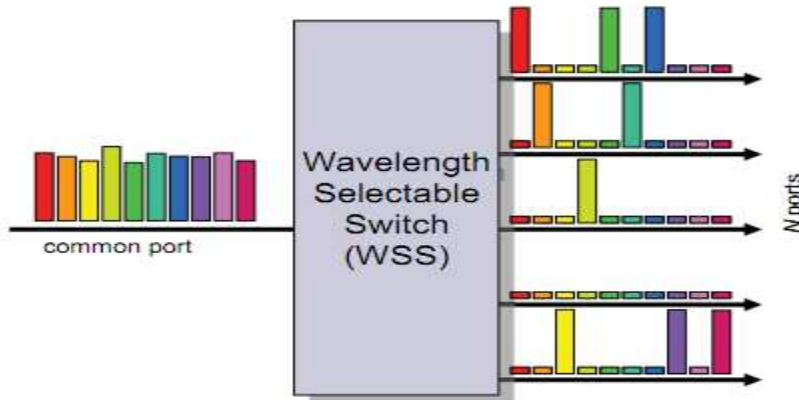 Wavelength
Selectable
Switch
(WSS)
common port
N ports